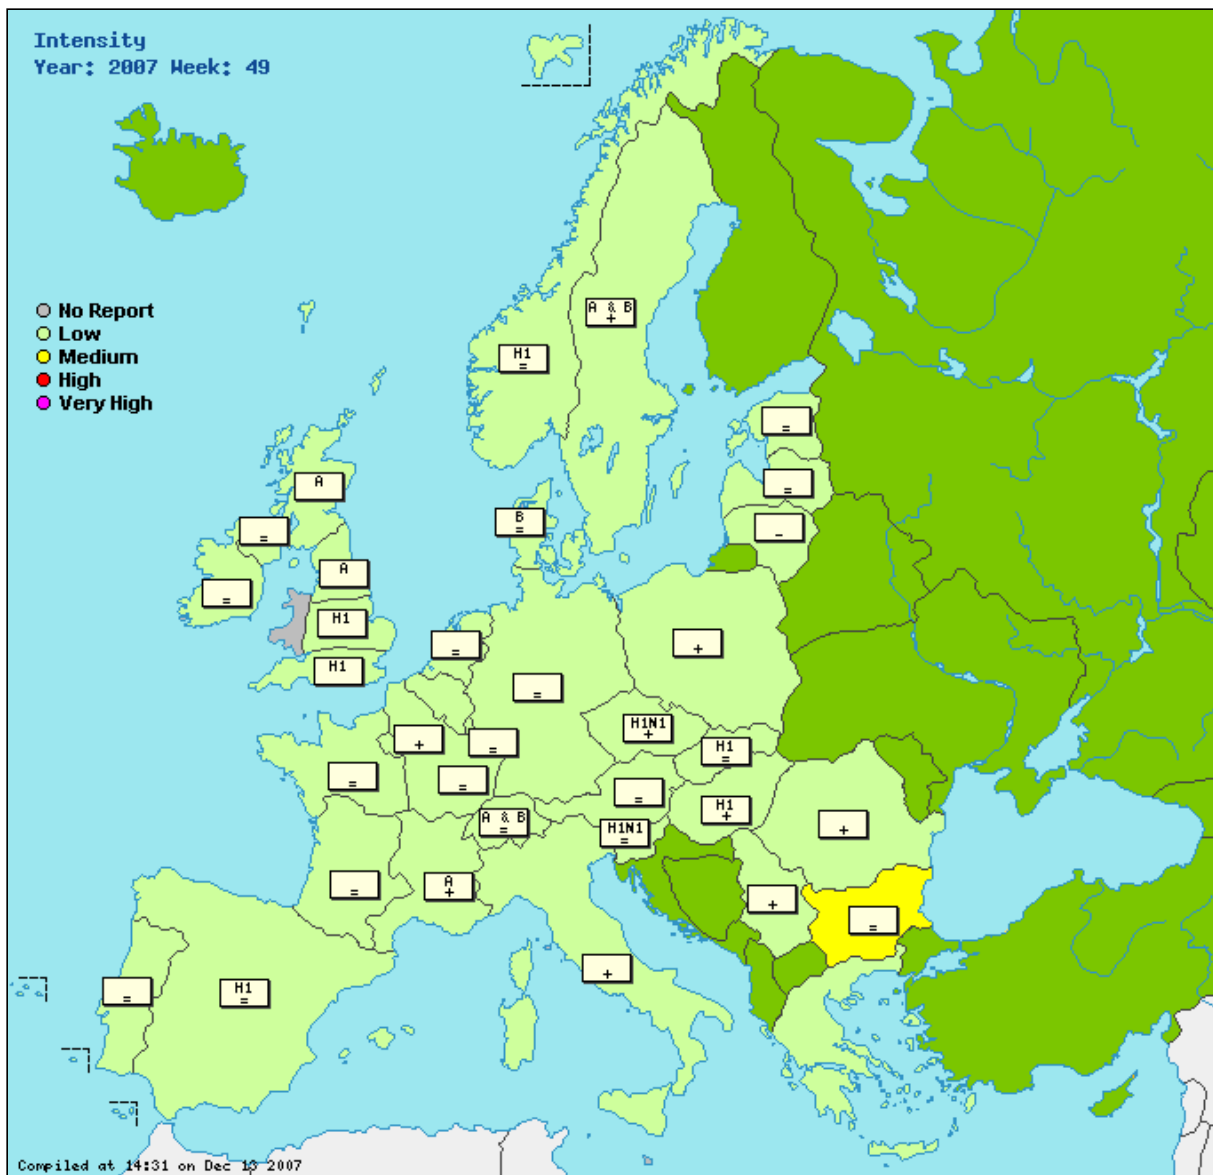 Intensity
Year: 2007 Week: 49
No Report
Low
Medium
High
Very High
A & B
+
H1
=
=
A
=
B
=
=
-
A
=
H1
=
+
H1
=
H1N1
+
+
=
H1
=
=
=
=
H1
+
A & B
=
H1N1
=
+
=
A
+
+
=
+
=
H1
=
Compiled at 14:31 on Dec 13 2007